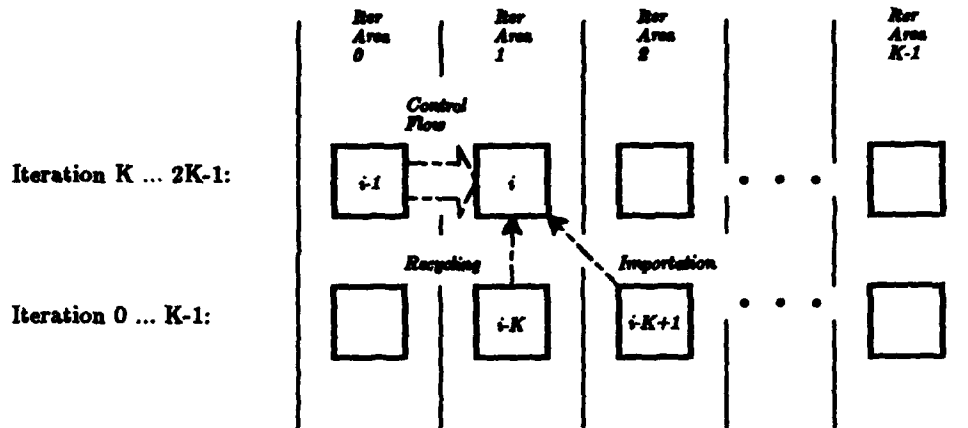 Iter
Area
0
Iter
Area
1
Iter
Area
2
Iter
Area
K-1
Control
Flow
Iteration K ... 2K-1:
i-1
i
Recycling
Importation
Iteration 0 ... K-1:
i-K
i-K+1